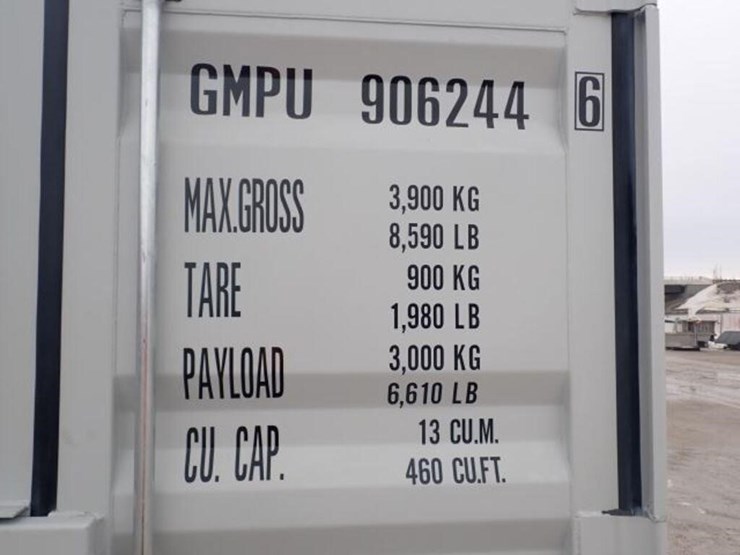 GMPU 906244 6
MAX.GROSS 3,900 KG
8,590 LB
TARE 900 KG
1,980 LB
PAYLOAD 3,000 KG
6,610 LB
CU. CAP. 13 CU.M.
460 CU.FT.